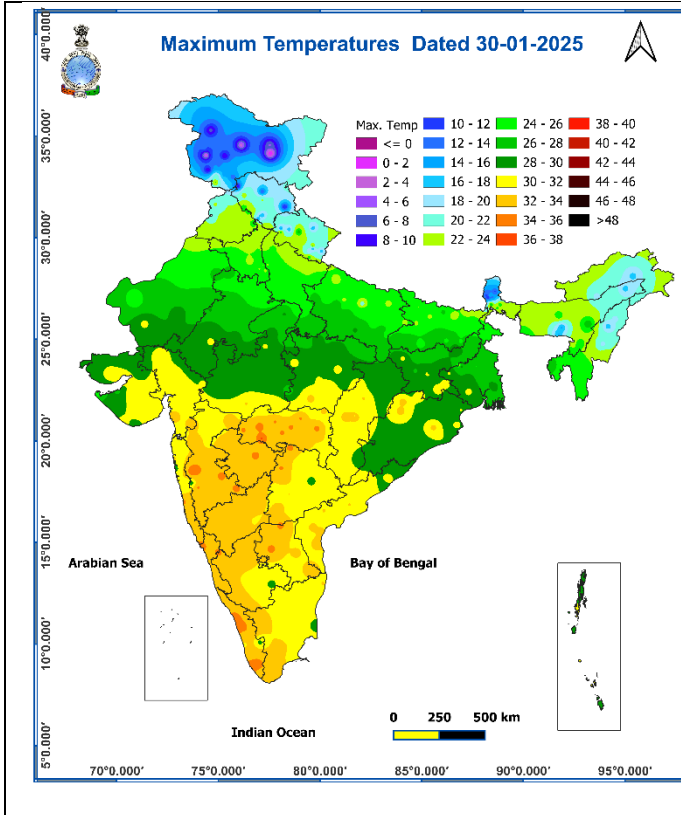 Maximum Temperatures Dated 30-01-2025
Max. Temp
<= 0
0 - 2
2 - 4
4 - 6
6 - 8
8 - 10
10 - 12
12 - 14
14 - 16
16 - 18
18 - 20
20 - 22
22 - 24
24 - 26
26 - 28
28 - 30
30 - 32
32 - 34
34 - 36
36 - 38
38 - 40
40 - 42
42 - 44
44 - 46
46 - 48
>48
40°0.000'
35°0.000'
30°0.000'
25°0.000'
20°0.000'
15°0.000'
10°0.000'
5°0.000'
Arabian Sea
Bay of Bengal
Indian Ocean
0 250 500 km
70°0.000' 75°0.000' 80°0.000' 85°0.000' 90°0.000' 95°0.000'